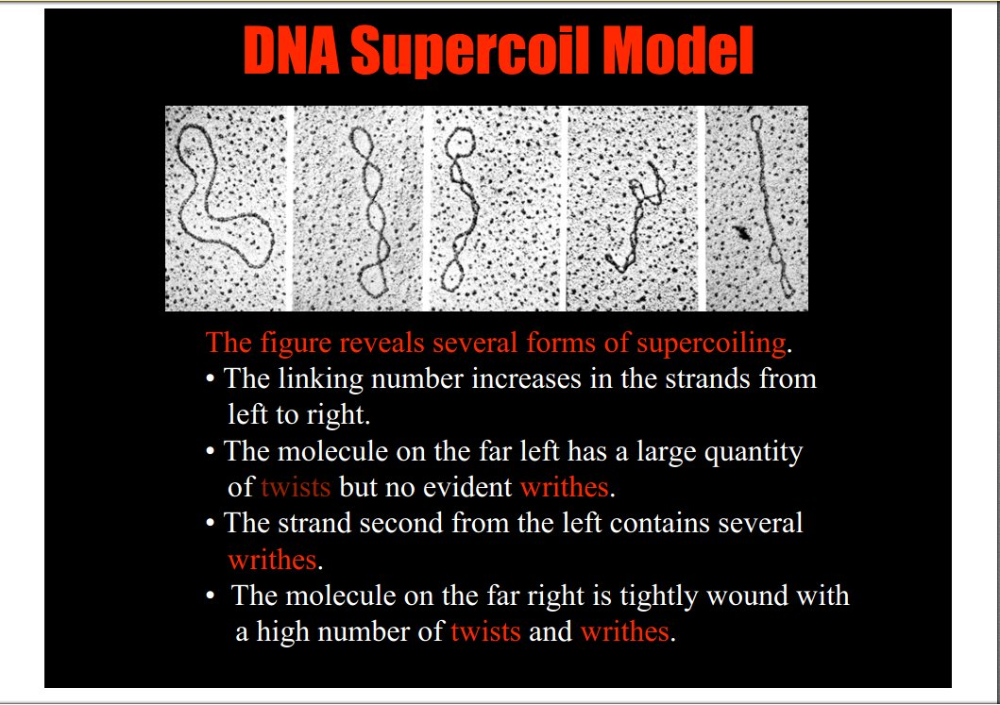 DNA Supercoil Model
The figure reveals several forms of supercoiling.
• The linking number increases in the strands from
left to right.
• The molecule on the far left has a large quantity
of twists but no evident writhes.
• The strand second from the left contains several
writhes.
• The molecule on the far right is tightly wound with
a high number of twists and writhes.